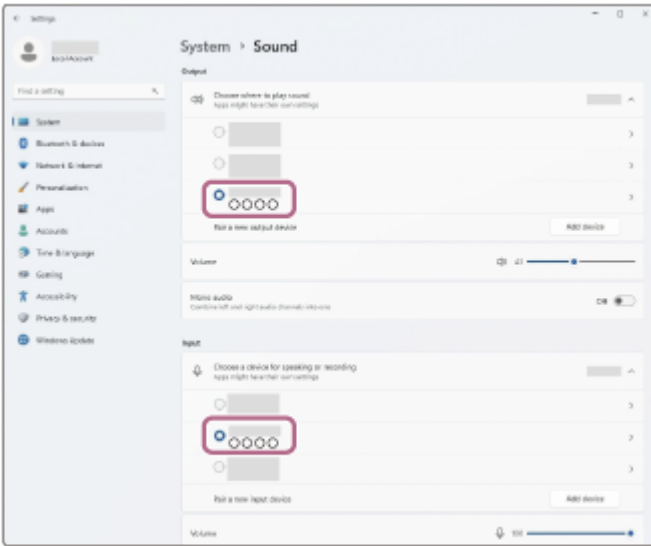 Settings
System > Sound
Local Account
Output
Find a setting
Choose where to play sound
Apps might have their own settings
System
Bluetooth & devices
Network & internet
Personalization
OOOO
Apps
Pair a new output device
Add device
Accounts
Time & language
Volume
Gaming
Accessibility
Mono audio
Combine left and right audio channels into one
Off
Privacy & security
Windows Update
Input
Choose a device for speaking or recording
Apps might have their own settings
OOOO
Pair a new input device
Add device
Volume
100